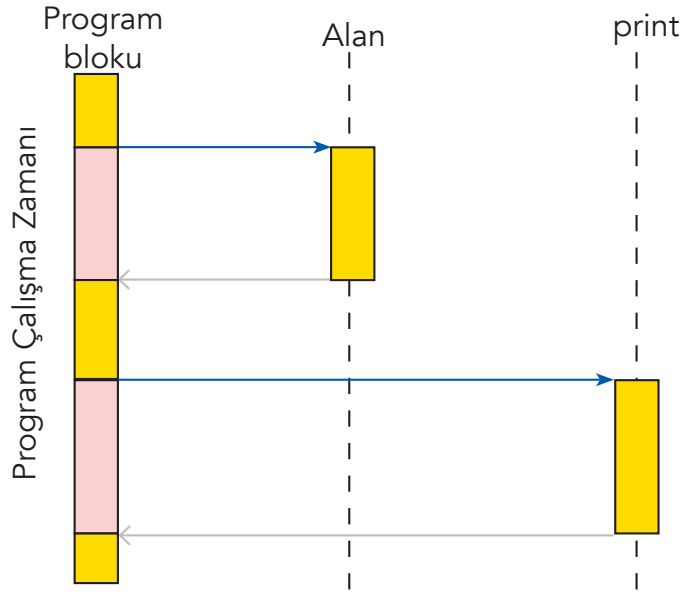 Program
bloku
Alan
print
Program Çalışma Zamanı